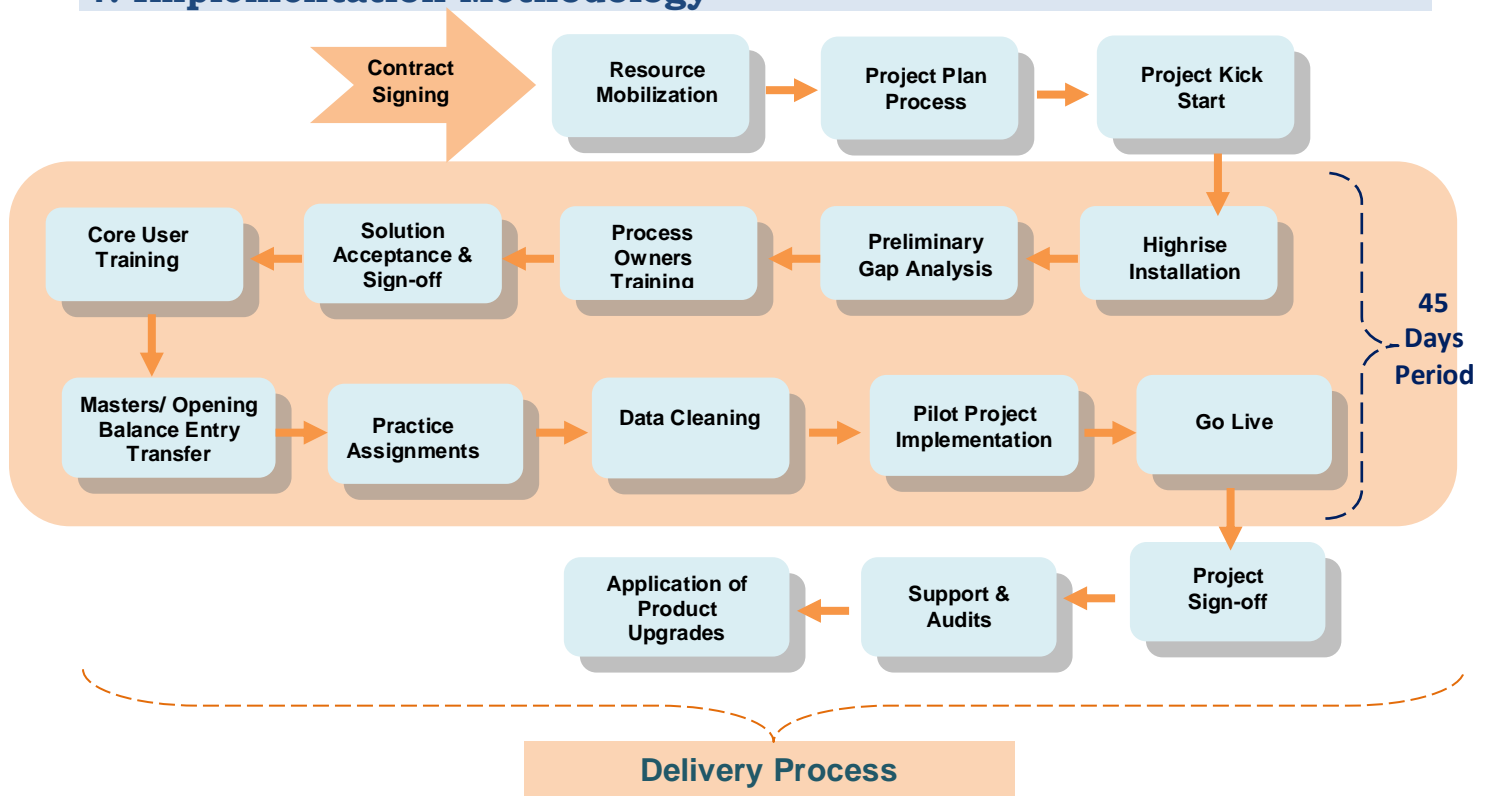 Implementation Methodology
Contract
Signing
Resource
Mobilization
Project Plan
Process
Project Kick
Start
Core User
Training
Solution
Acceptance &
Sign-off
Process
Owners
Training
Preliminary
Gap Analysis
Highrise
Installation
45
Days
Period
Masters/ Opening
Balance Entry
Transfer
Practice
Assignments
Data Cleaning
Pilot Project
Implementation
Go Live
Application of
Product
Upgrades
Support &
Audits
Project
Sign-off
Delivery Process